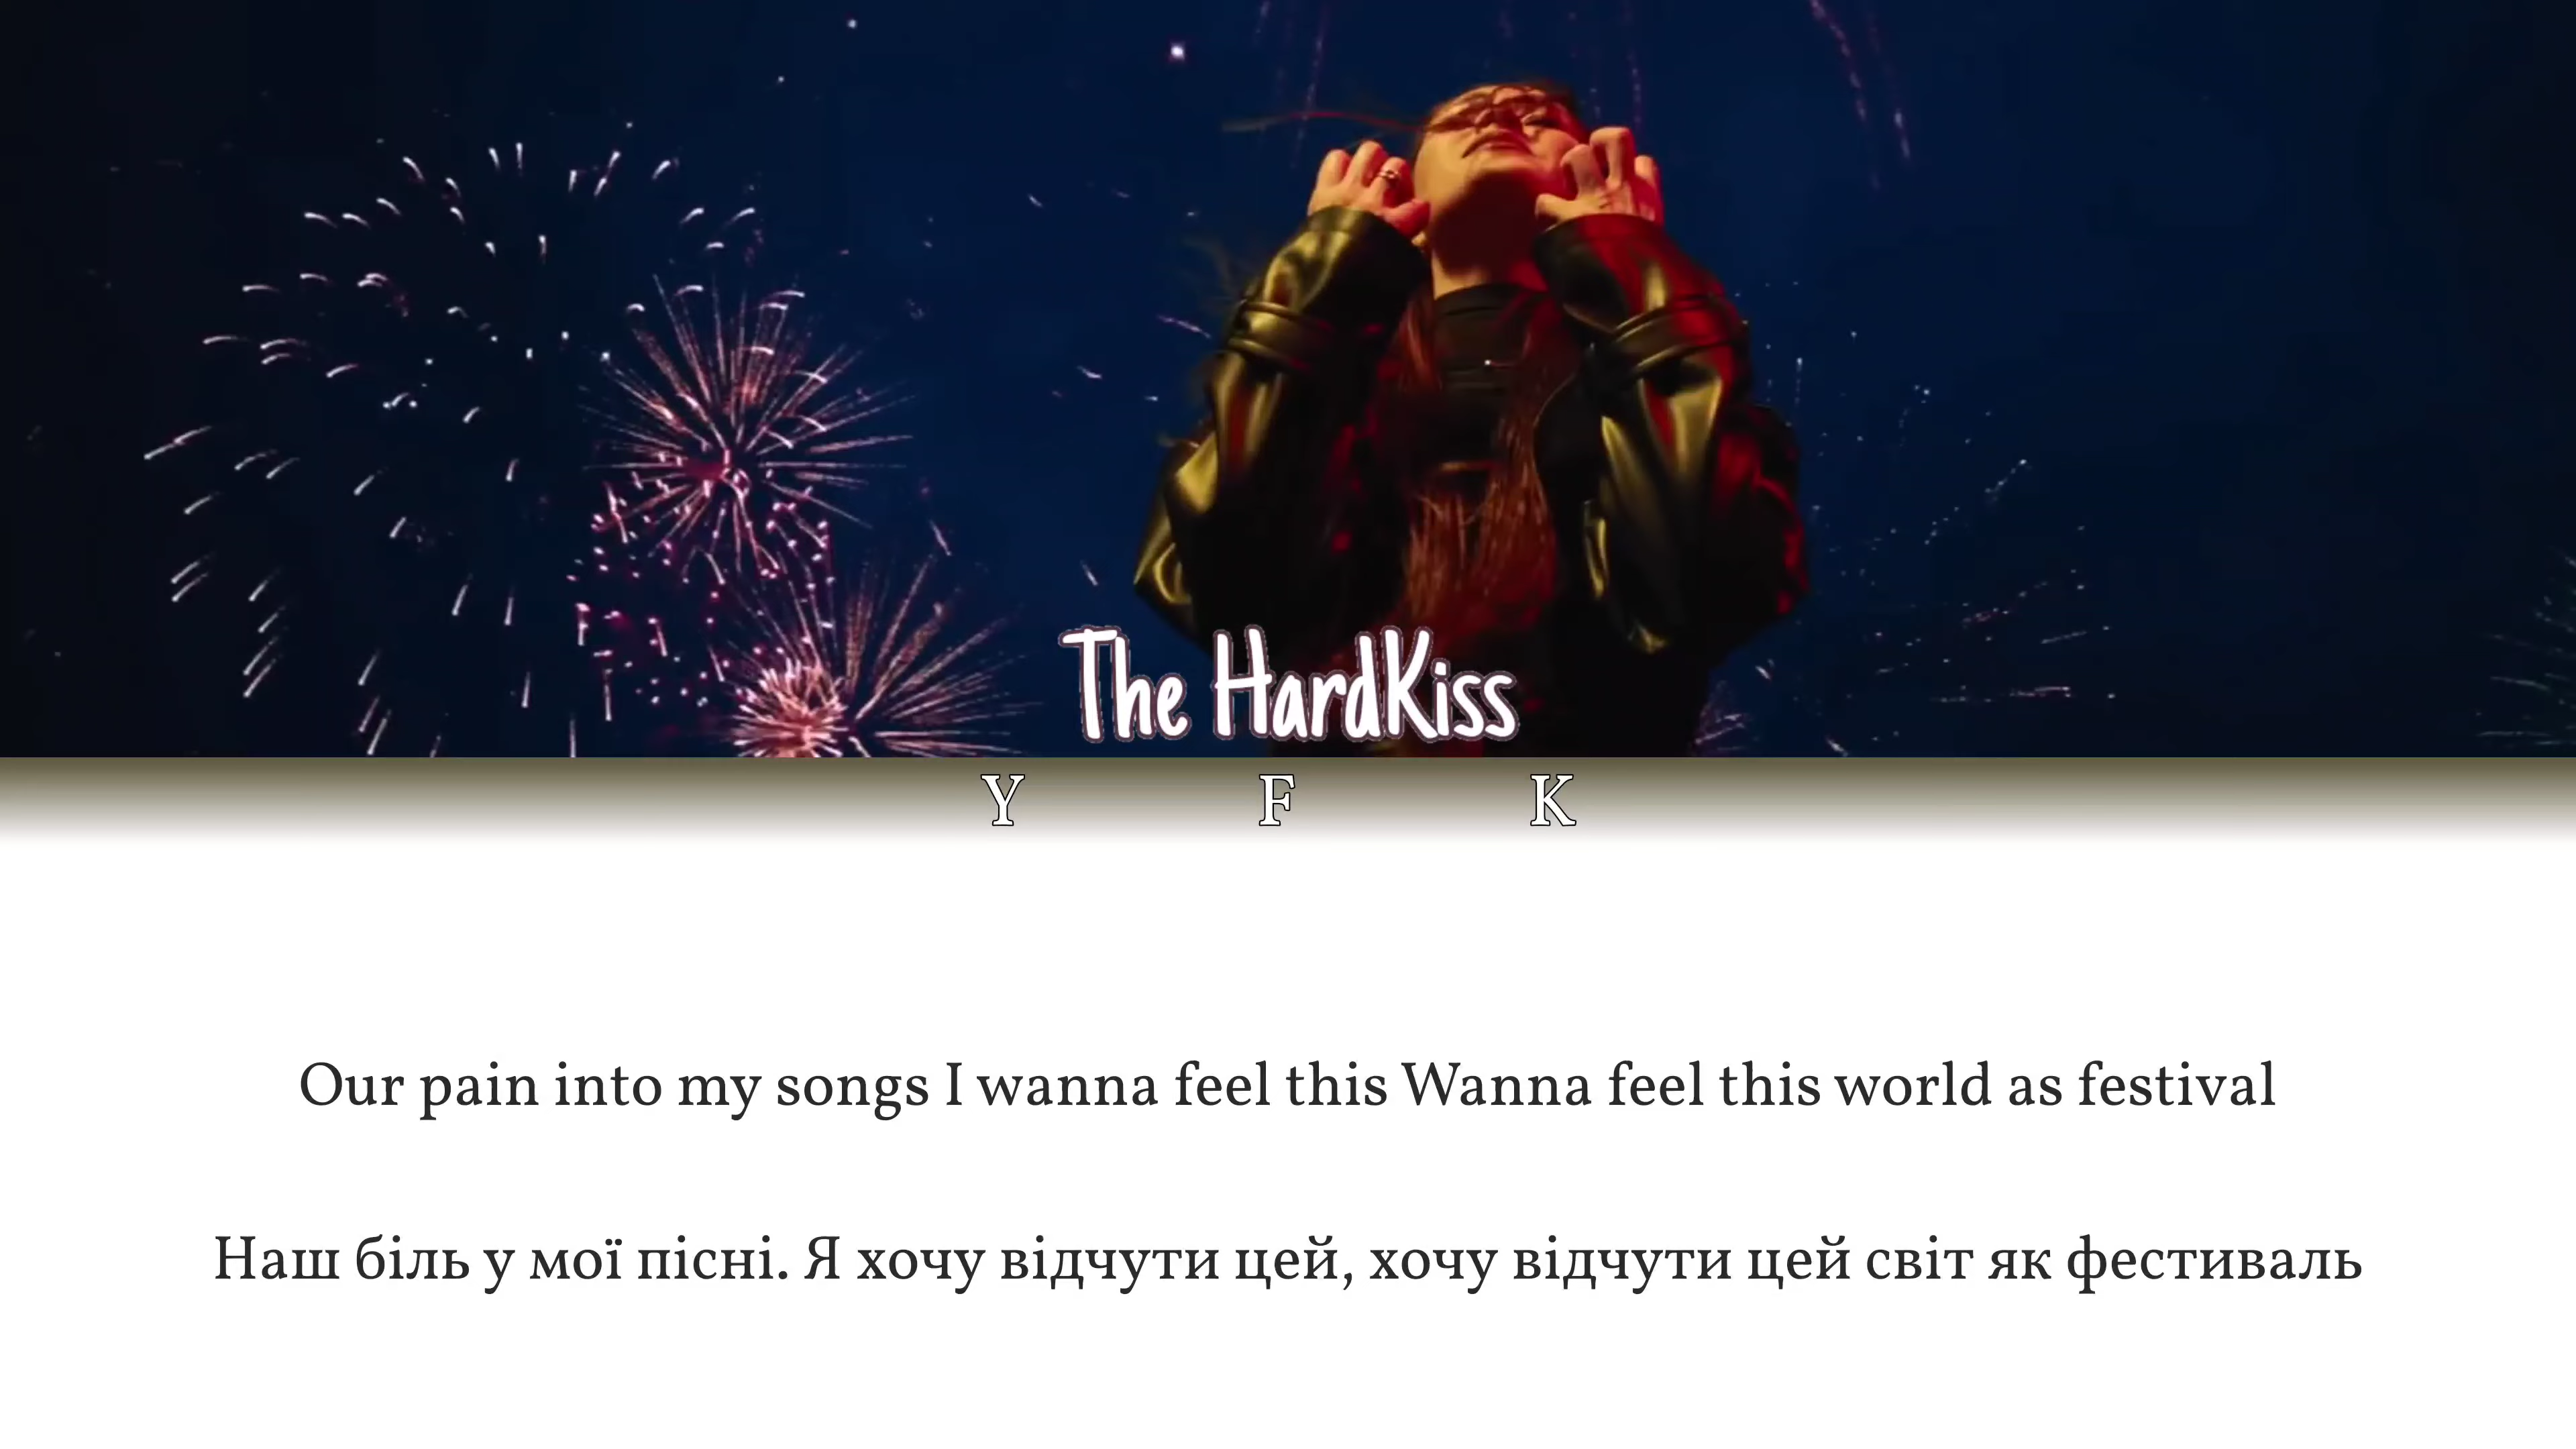 The HardKiss
Y F K
Our pain into my songs I wanna feel this Wanna feel this world as festival
Наш біль у мої пісні. Я хочу відчути цей, хочу відчути цей світ як фестиваль